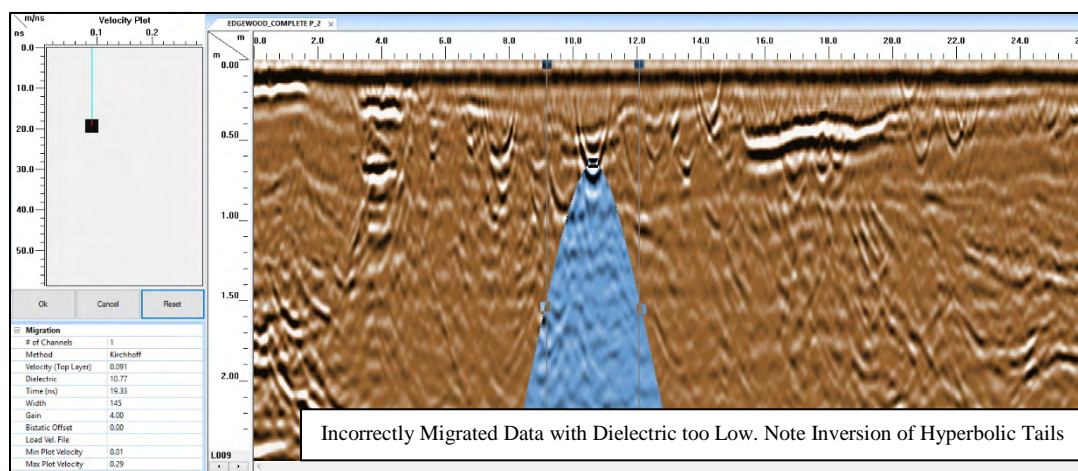 m/ns
ns
Velocity Plot
0.1 0.2
0.0
10.0
20.0
30.0
40.0
50.0
Ok Cancel Reset
Migration
# of Channels 1
Method Kirchhoff
Velocity (Top Layer) 0.091
Dielectric 10.77
Time (ns) 19.33
Width 145
Gain 4.00
Bistatic Offset 0.00
Load Vel. File
Min Plot Velocity 0.01
Max Plot Velocity 0.29
EDGEWOOD_COMPLETE P_2 ×
m
m
0.0 2.0 4.0 6.0 8.0 10.0 12.0 14.0 16.0 18.0 20.0 22.0 24.0
0.00
0.50
1.00
1.50
2.00
L009
Incorrectly Migrated Data with Dielectric too Low. Note Inversion of Hyperbolic Tails